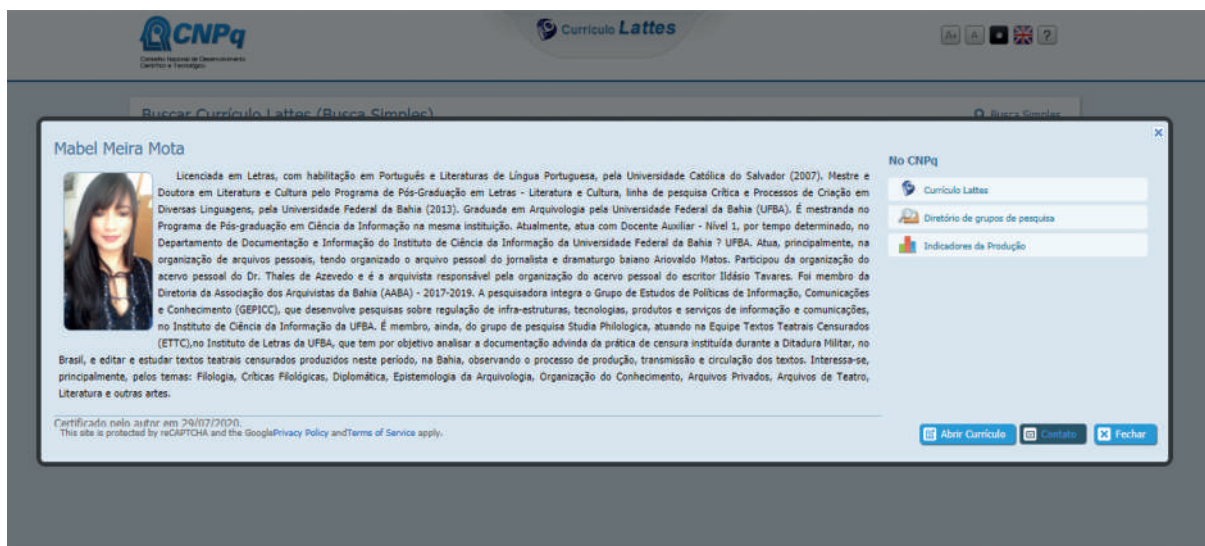 CNPq
Conselho Nacional de Desenvolvimento
Científico e Tecnológico
Currículo Lattes
A+ A ?
Buscar Currículo Lattes (Busca Simples)
Busca Simples
Mabel Meira Mota
Licenciada em Letras, com habilitação em Português e Literaturas de Língua Portuguesa, pela Universidade Católica do Salvador (2007). Mestre e
Doutora em Literatura e Cultura pelo Programa de Pós-Graduação em Letras - Literatura e Cultura, linha de pesquisa Crítica e Processos de Criação em
Diversas Linguagens, pela Universidade Federal da Bahia (2013). Graduada em Arquivologia pela Universidade Federal da Bahia (UFBA). É mestranda no
Programa de Pós-graduação em Ciência da Informação na mesma instituição. Atualmente, atua com Docente Auxiliar - Nível 1, por tempo determinado, no
Departamento de Documentação e Informação do Instituto de Ciência da Informação da Universidade Federal da Bahia ? UFBA. Atua, principalmente, na
organização de arquivos pessoais, tendo organizado o arquivo pessoal do jornalista e dramaturgo baiano Ariovaldo Matos. Participou da organização do
acervo pessoal do Dr. Thales de Azevedo e é a arquivista responsável pela organização do acervo pessoal do escritor Ildásio Tavares. Foi membro da
Diretoria da Associação dos Arquivistas da Bahia (AABA) - 2017-2019. A pesquisadora integra o Grupo de Estudos de Políticas de Informação, Comunicações
e Conhecimento (GEPICC), que desenvolve pesquisas sobre regulação de infra-estruturas, tecnologias, produtos e serviços de informação e comunicações,
no Instituto de Ciência da Informação da UFBA. É membro, ainda, do grupo de pesquisa Studia Philologica, atuando na Equipe Textos Teatrais Censurados
(ETTC),no Instituto de Letras da UFBA, que tem por objetivo analisar a documentação advinda da prática de censura instituída durante a Ditadura Militar, no
Brasil, e editar e estudar textos teatrais censurados produzidos neste período, na Bahia, observando o processo de produção, transmissão e circulação dos textos. Interessa-se,
principalmente, pelos temas: Filologia, Críticas Filológicas, Diplomática, Epistemologia da Arquivologia, Organização do Conhecimento, Arquivos Privados, Arquivos de Teatro,
Literatura e outras artes.
Certificado pelo autor em 29/07/2020.
This site is protected by reCAPTCHA and the GooglePrivacy Policy andTerms of Service apply.
No CNPq
Currículo Lattes
Diretório de grupos de pesquisa
Indicadores da Produção
Abrir Currículo
Contato
Fechar